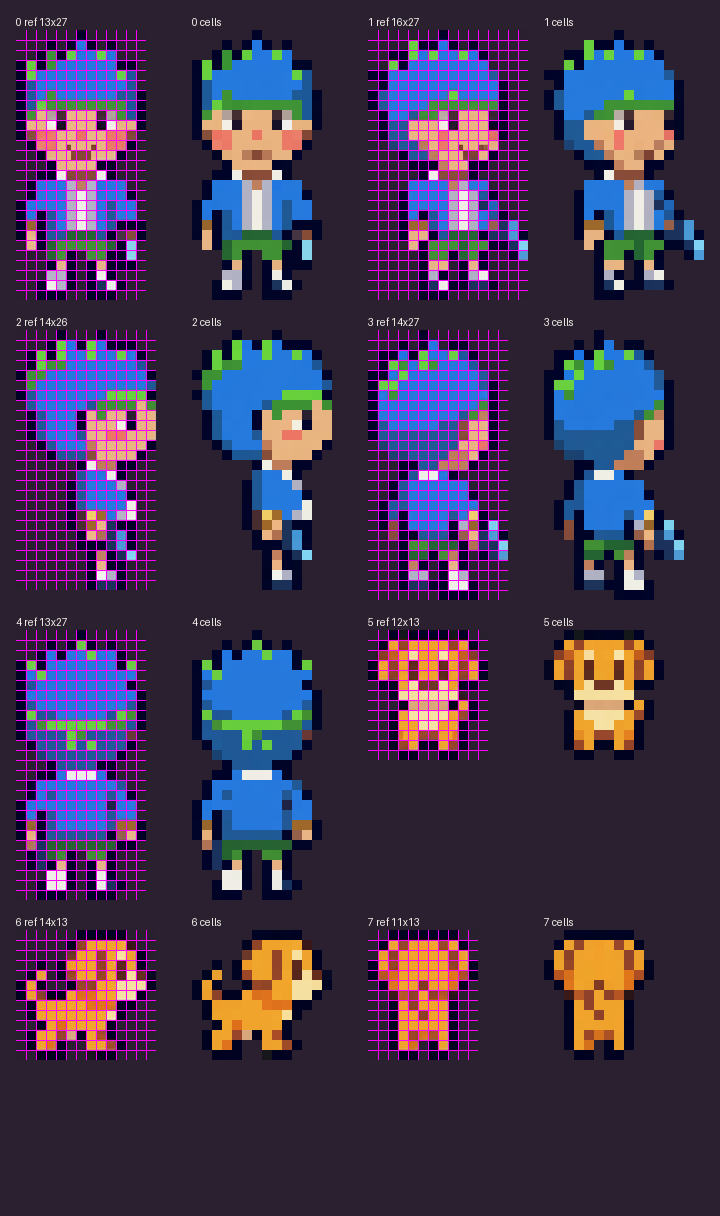 0 ref 13x27
0 cells
1 ref 16x27
1 cells
2 ref 14x26
2 cells
3 ref 14x27
3 cells
4 ref 13x27
4 cells
5 ref 12x13
5 cells
6 ref 14x13
6 cells
7 ref 11x13
7 cells